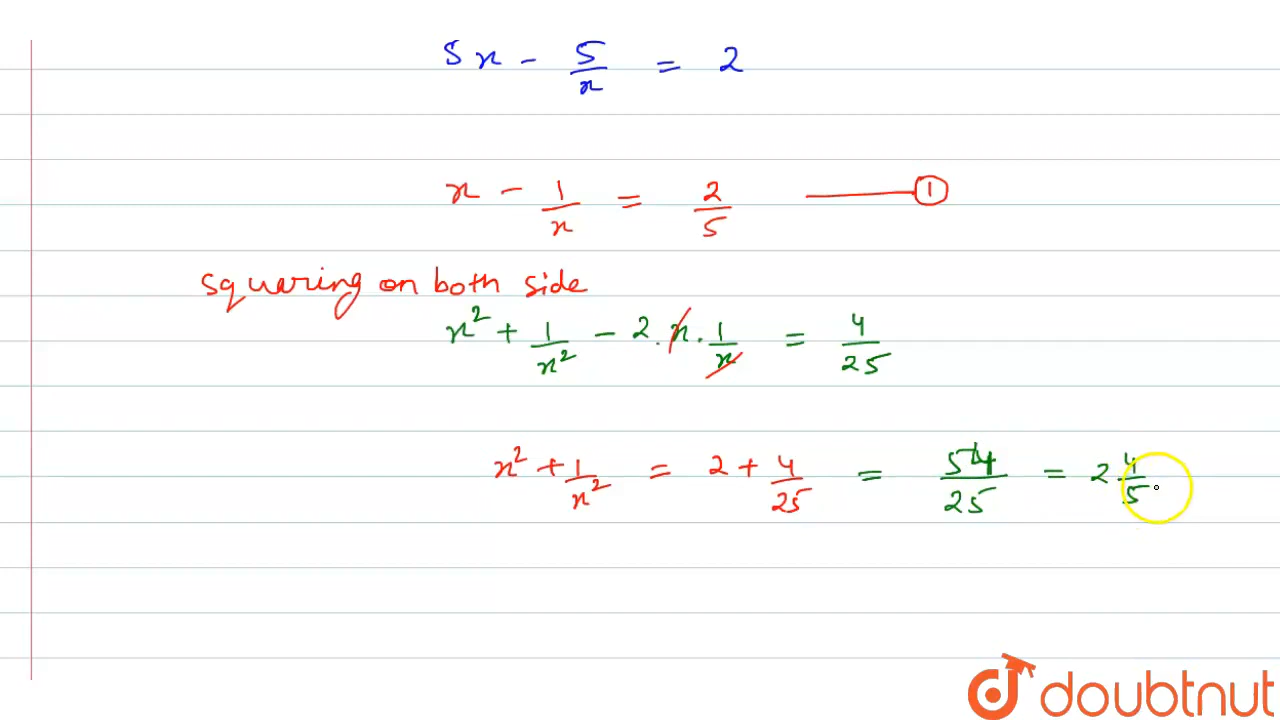 5x - 5/x = 2
x - 1/x = 2/5 ——— ①
squaring on both side
x² + 1/x² - 2 . x . 1/x = 4/25
x² + 1/x² = 2 + 4/25 = 54/25 = 2 4/5
doubtnut